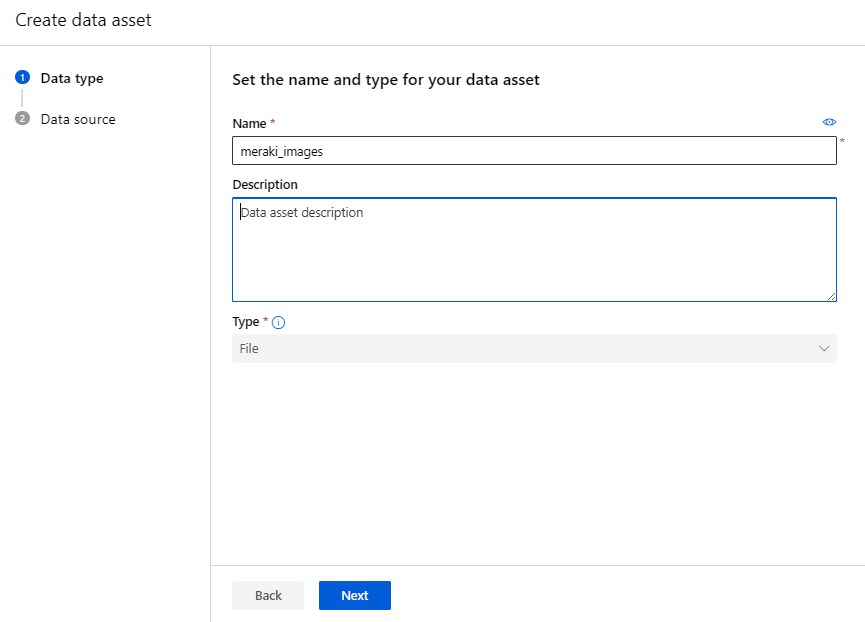 Create data asset
1 Data type
2 Data source
Set the name and type for your data asset
Name *
meraki_images *
Description
Data asset description
Type *
File
Back Next